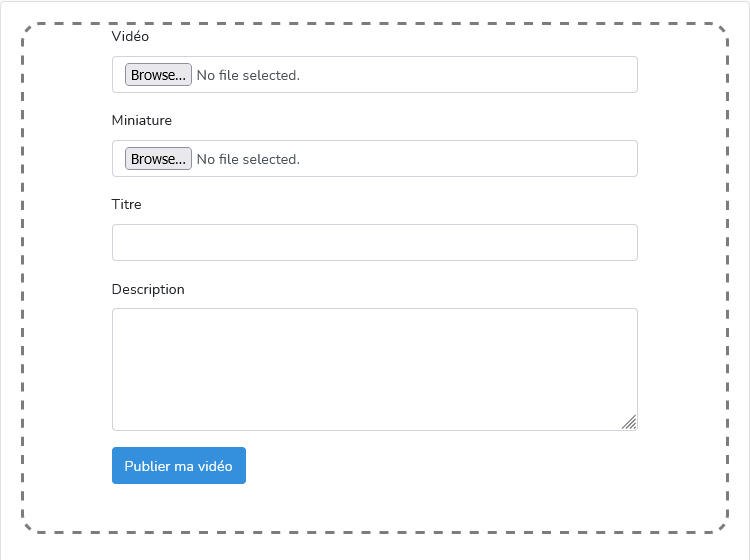 Vidéo
Browse... No file selected.
Miniature
Browse... No file selected.
Titre
Description
Publier ma vidéo